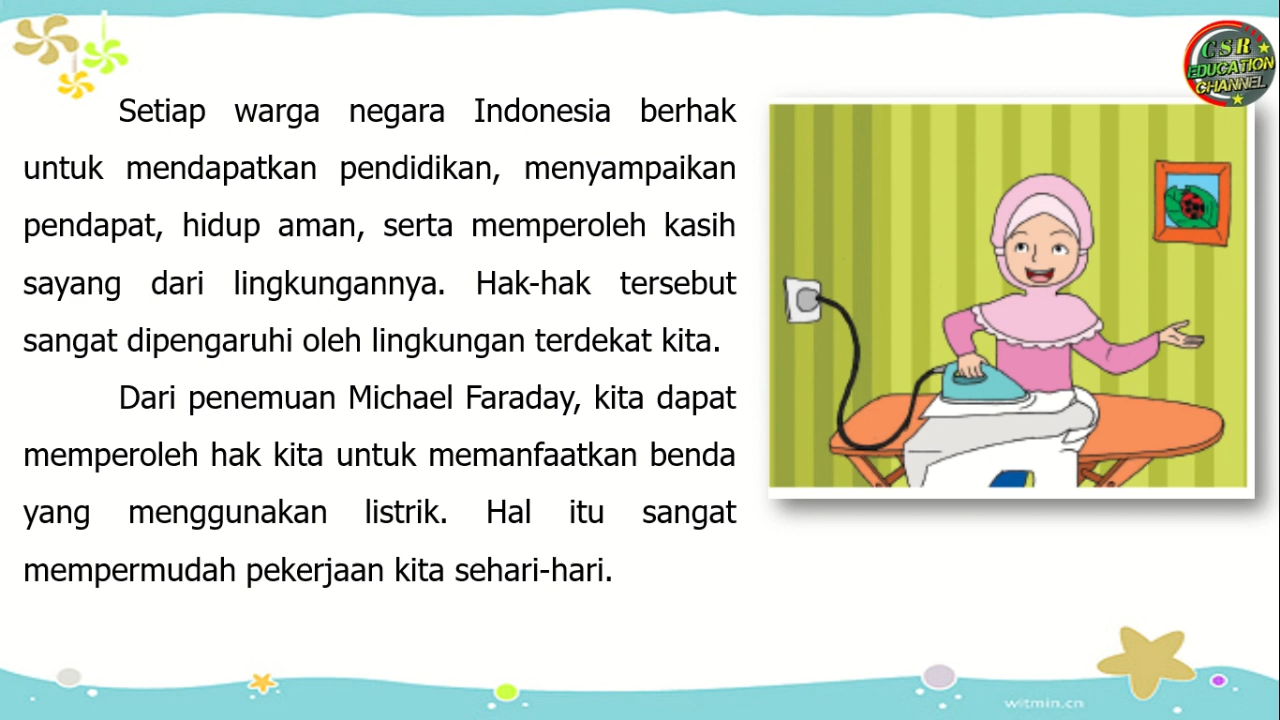 CSR
EDUCATION
CHANNEL
Setiap warga negara Indonesia berhak
untuk mendapatkan pendidikan, menyampaikan
pendapat, hidup aman, serta memperoleh kasih
sayang dari lingkungannya. Hak-hak tersebut
sangat dipengaruhi oleh lingkungan terdekat kita.
Dari penemuan Michael Faraday, kita dapat
memperoleh hak kita untuk memanfaatkan benda
yang menggunakan listrik. Hal itu sangat
mempermudah pekerjaan kita sehari-hari.
witmin.cn